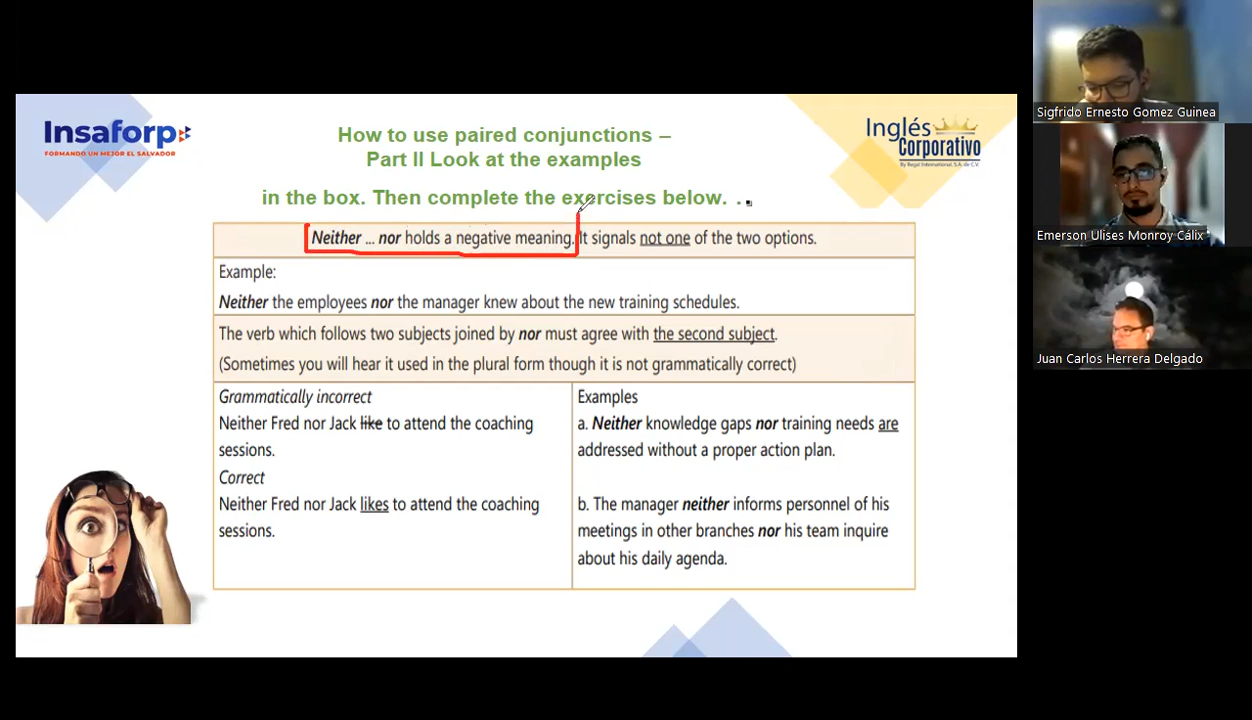 Insaforp
FORMANDO UN MEJOR EL SALVADOR
How to use paired conjunctions –
Part II Look at the examples
in the box. Then complete the exercises below. . .
Inglés
Corporativo
By Regal International, S.A. de C.V.
Neither ... nor holds a negative meaning. It signals not one of the two options.
Example:
Neither the employees nor the manager knew about the new training schedules.
The verb which follows two subjects joined by nor must agree with the second subject.
(Sometimes you will hear it used in the plural form though it is not grammatically correct)
Grammatically incorrect
Neither Fred nor Jack like to attend the coaching
sessions.
Correct
Neither Fred nor Jack likes to attend the coaching
sessions.
Examples
a. Neither knowledge gaps nor training needs are
addressed without a proper action plan.
b. The manager neither informs personnel of his
meetings in other branches nor his team inquire
about his daily agenda.
Sigfrido Ernesto Gomez Guinea
Emerson Ulises Monroy Cálix
Juan Carlos Herrera Delgado